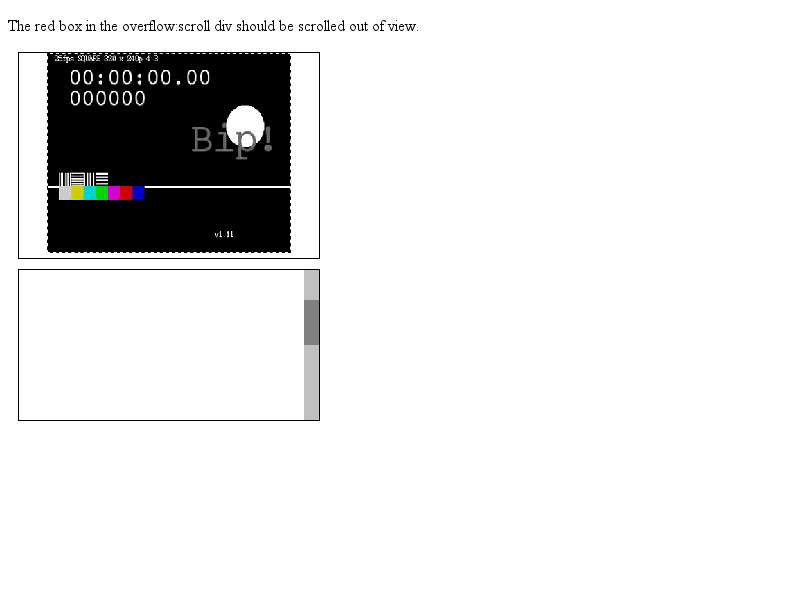 The red box in the overflow:scroll div should be scrolled out of view.
25fps SQUARE 320 x 240p 4:3
00:00:00.00
000000
Bip!
v1.11